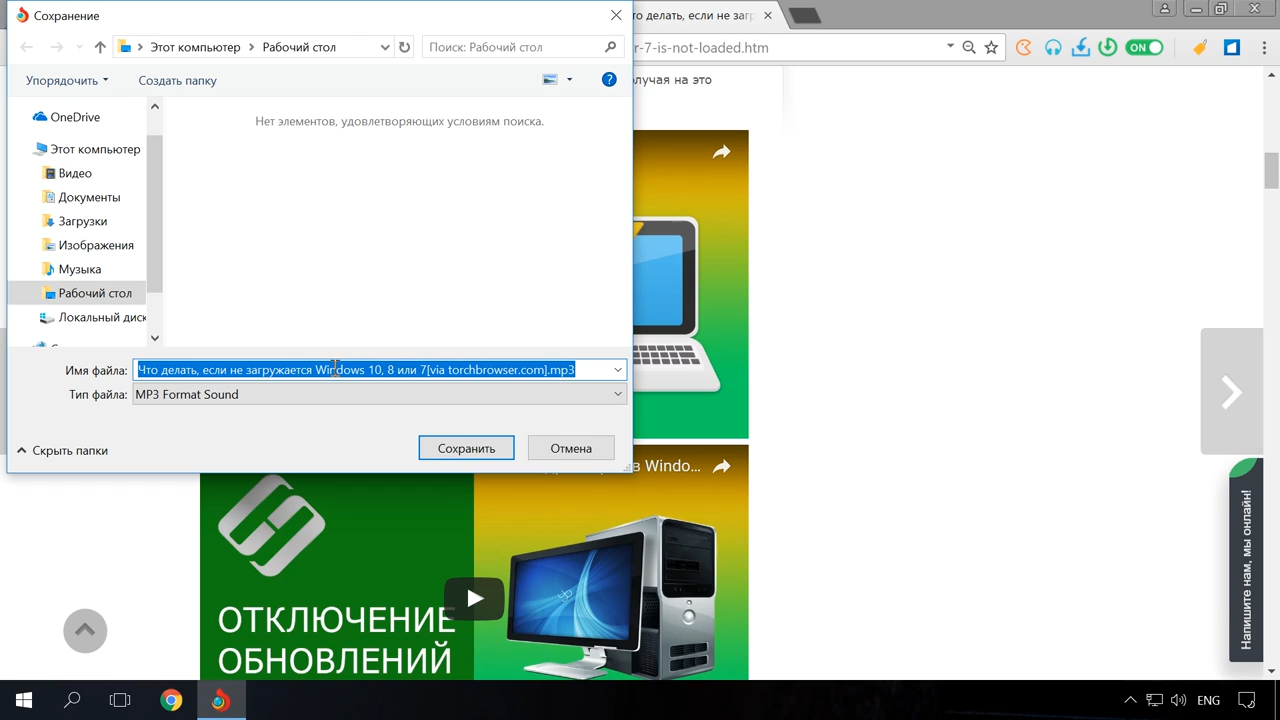 Сохранение
то делать, если не заг
Этот компьютер
Рабочий стол
Поиск: Рабочий стол
r-7-is-not-loaded.htm
ON
Упорядочить
Создать папку
?
лучая на это
OneDrive
Нет элементов, удовлетворяющих условиям поиска.
Этот компьютер
Видео
Документы
Загрузки
Изображения
Музыка
Рабочий стол
Локальный диск
Имя файла:
Что делать, если не загружается Windows 10, 8 или 7[via torchbrowser.com].mp3
Тип файла:
MP3 Format Sound
Сохранить
Отмена
Скрыть папки
в Windo...
ОТКЛЮЧЕНИЕ
ОБНОВЛЕНИЙ
Напишите нам, мы онлайн!
ENG